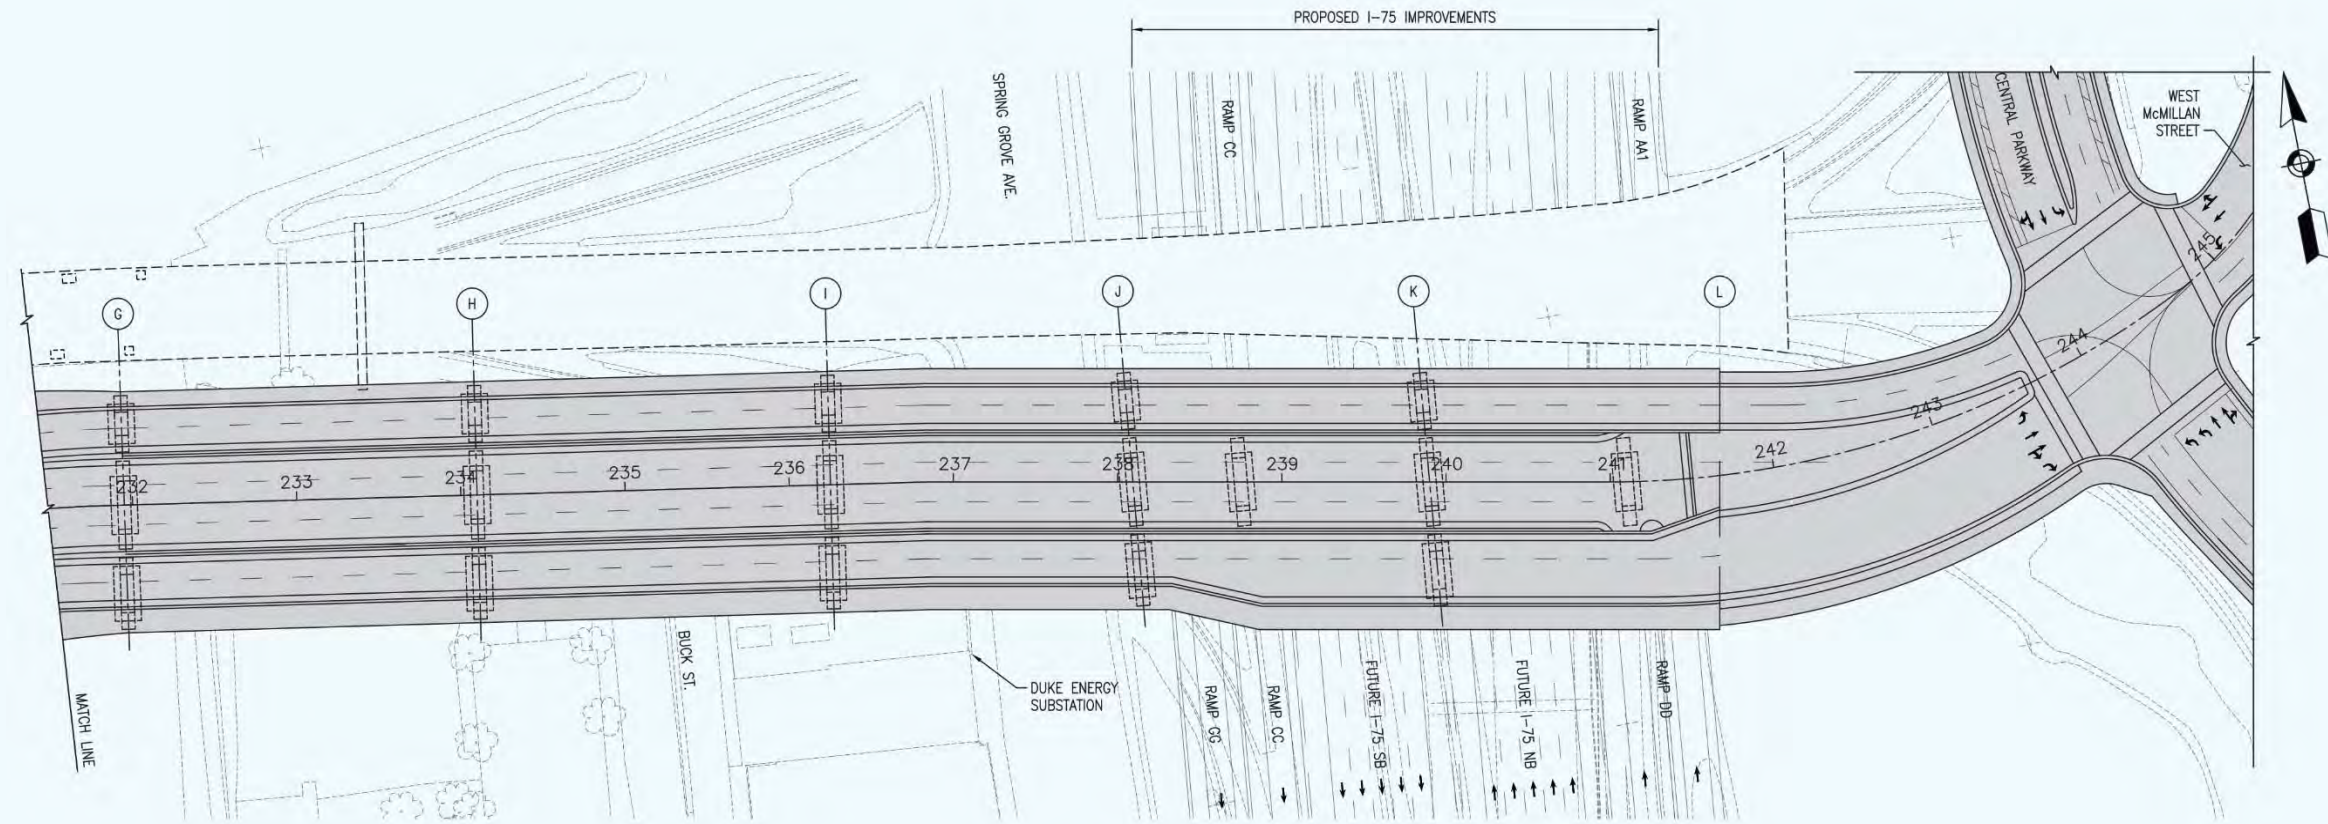 PROPOSED I-75 IMPROVEMENTS
SPRING GROVE AVE.
RAMP CC
RAMP AA1
CENTRAL PARKWAY
WEST
McMILLAN
STREET
G
H
I
J
K
L
232
233
234
235
236
237
238
239
240
241
242
243
244
245
MATCH LINE
BUCK ST.
DUKE ENERGY
SUBSTATION
RAMP GG
RAMP CC
FUTURE I-75 SB
FUTURE I-75 NB
RAMP DD